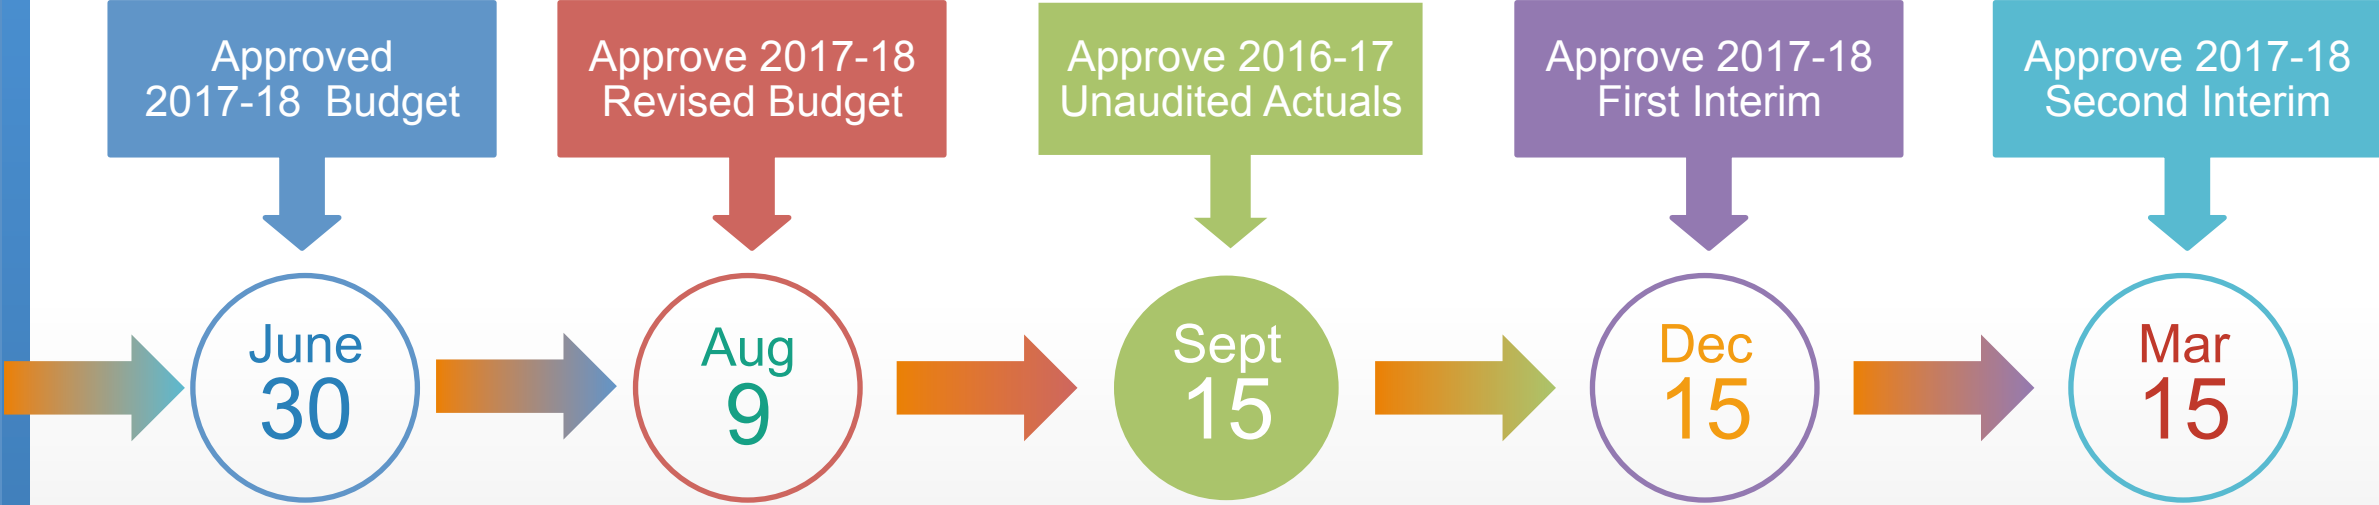 Approved
2017-18  Budget
Approve 2017-18
Revised Budget
Approve 2016-17
Unaudited Actuals
Approve 2017-18
First Interim
Approve 2017-18
Second Interim
June
30
Aug
9
Sept
15
Dec
15
Mar
15